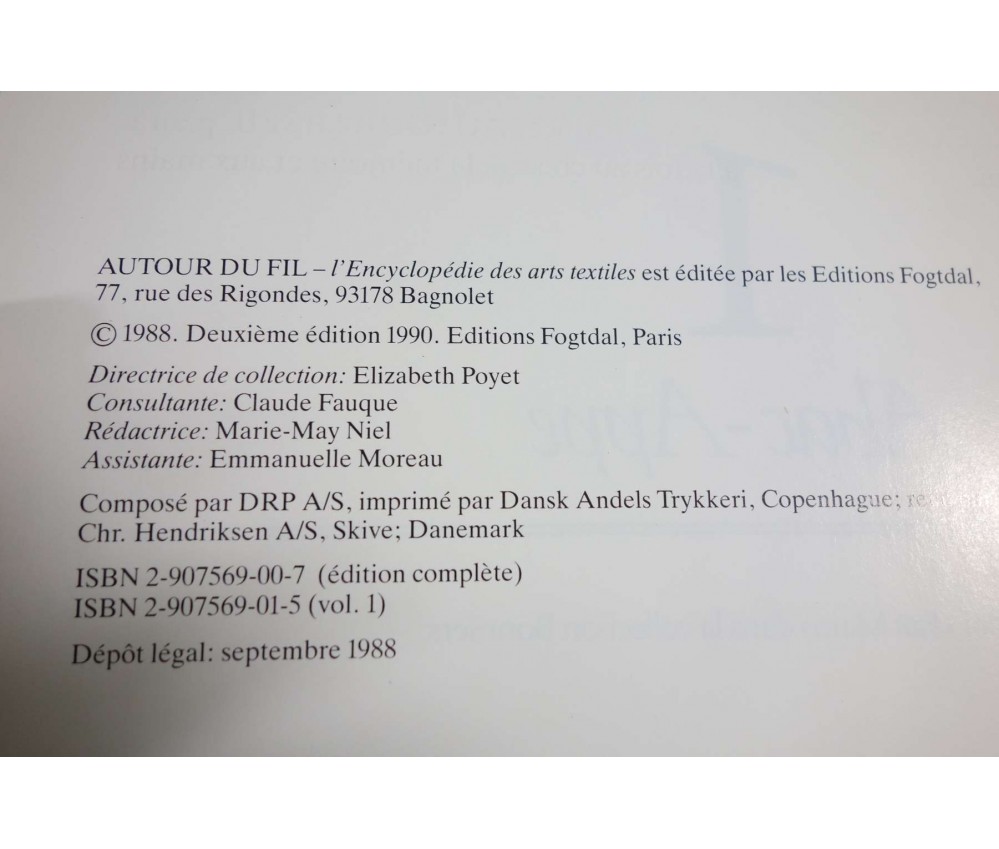 AUTOUR DU FIL – l'Encyclopédie des arts textiles est éditée par les Editions Fogtdal,
77, rue des Rigondes, 93178 Bagnolet
© 1988. Deuxième édition 1990. Editions Fogtdal, Paris
Directrice de collection: Elizabeth Poyet
Consultante: Claude Fauque
Rédactrice: Marie-May Niel
Assistante: Emmanuelle Moreau
Composé par DRP A/S, imprimé par Dansk Andels Trykkeri, Copenhague;
Chr. Hendriksen A/S, Skive; Danemark
ISBN 2-907569-00-7 (édition complète)
ISBN 2-907569-01-5 (vol. 1)
Dépôt légal: septembre 1988